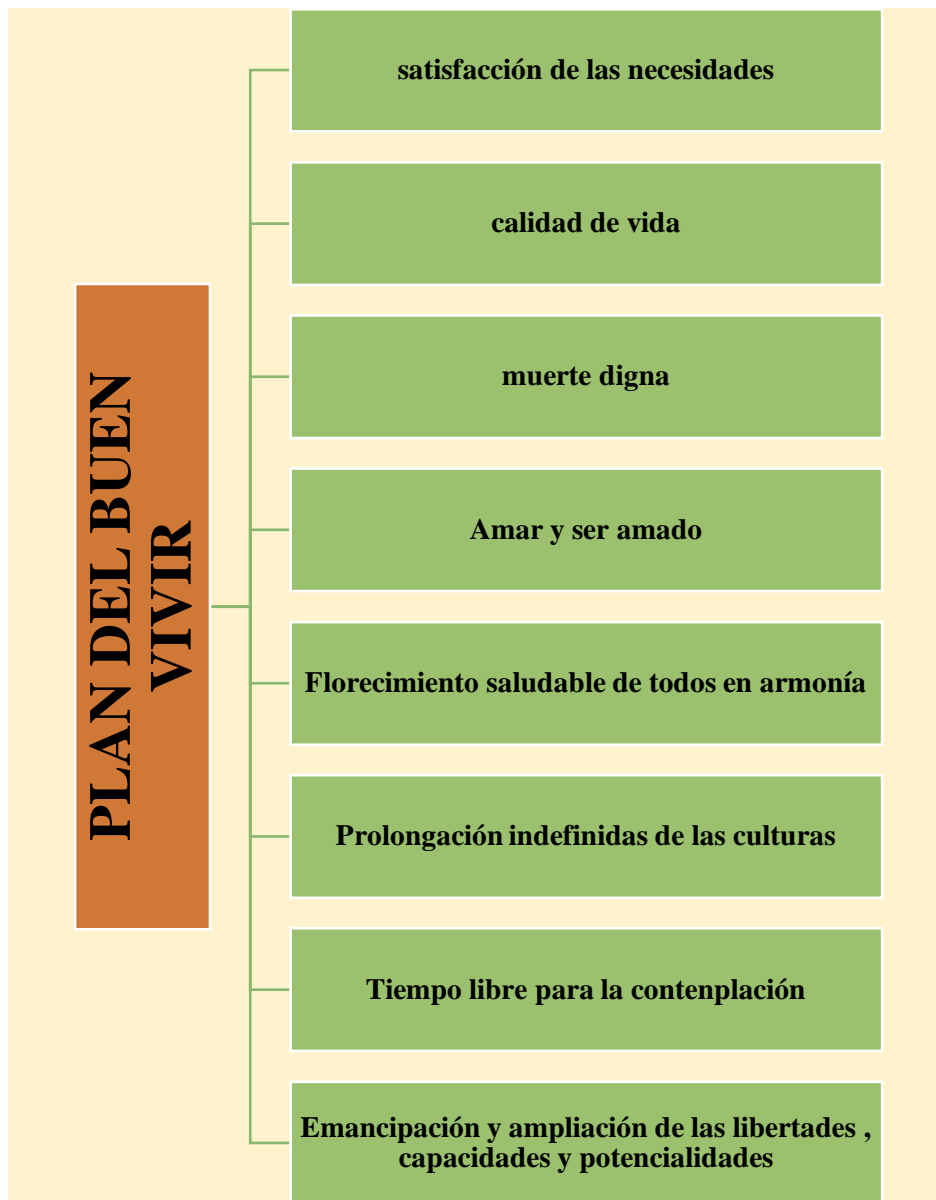 PLAN DEL BUEN
VIVIR
satisfacción de las necesidades
calidad de vida
muerte digna
Amar y ser amado
Florecimiento saludable de todos en armonía
Prolongación indefinidas de las culturas
Tiempo libre para la contenplación
Emancipación y ampliación de las libertades ,
capacidades y potencialidades